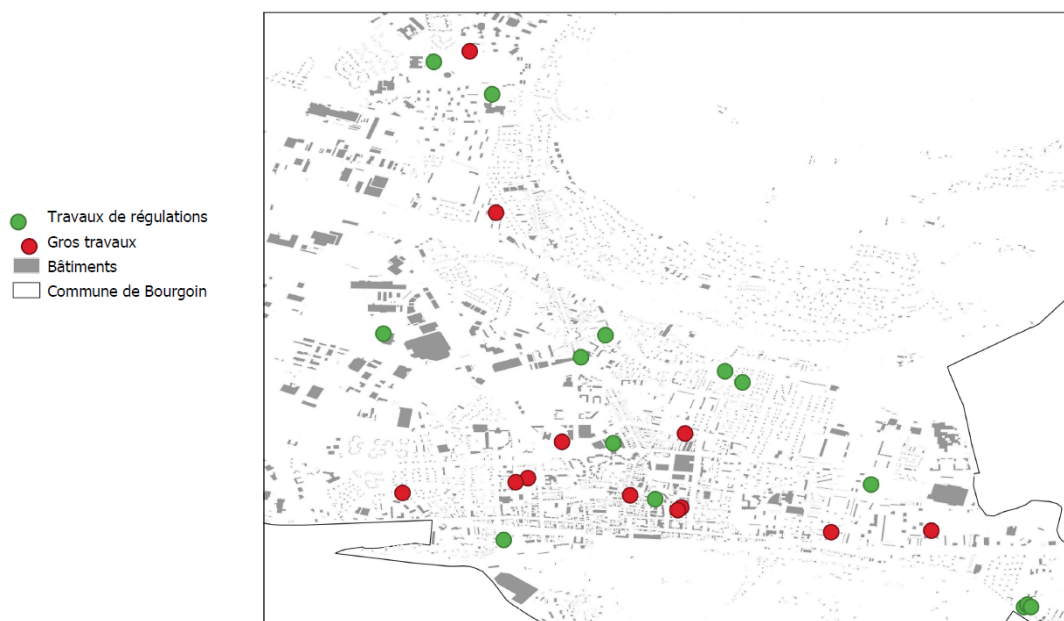 Travaux de régulations
Gros travaux
Bâtiments
Commune de Bourgoin